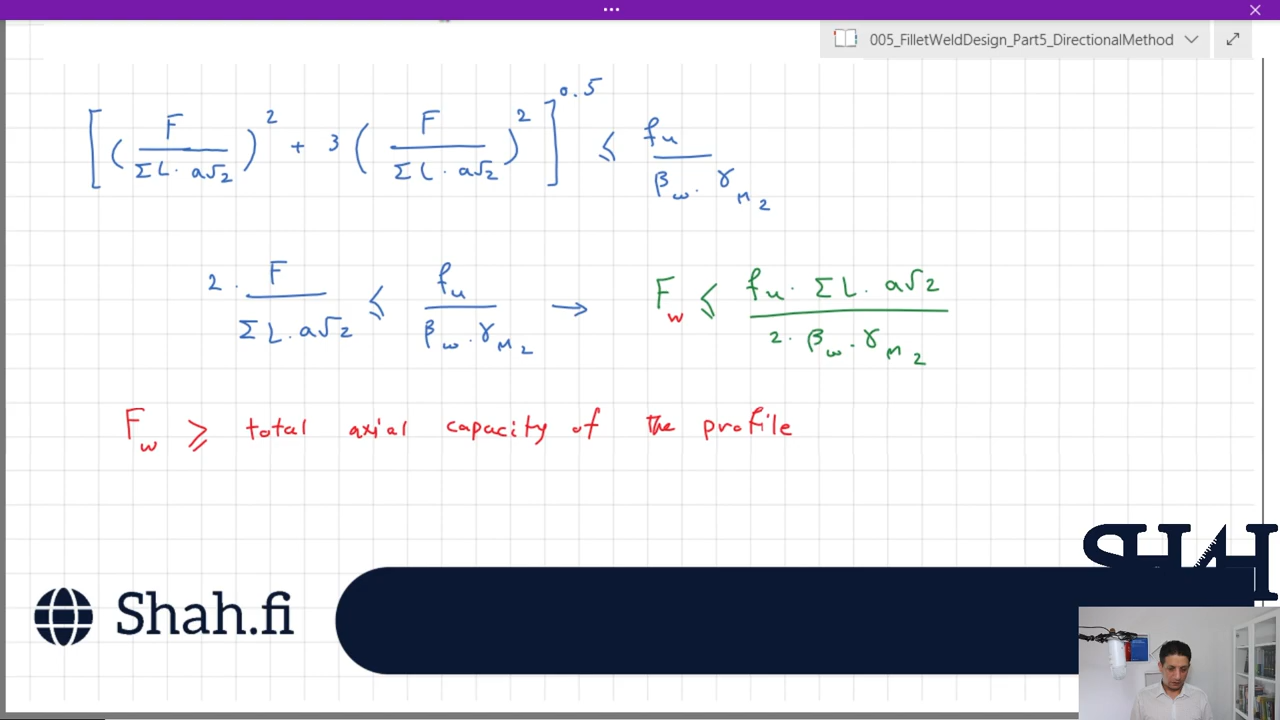 005_FilletWeldDesign_Part5_DirectionalMethod
[(F / ΣL·a√2)² + 3(F / ΣL·a√2)²]^0.5 ≤ fu / βw·γM2
2·F / ΣL·a√2 ≤ fu / βw·γM2 → Fw ≤ fu·ΣL·a√2 / 2·βw·γM2
Fw ≥ total axial capacity of the profile
SHAH
Shah.fi